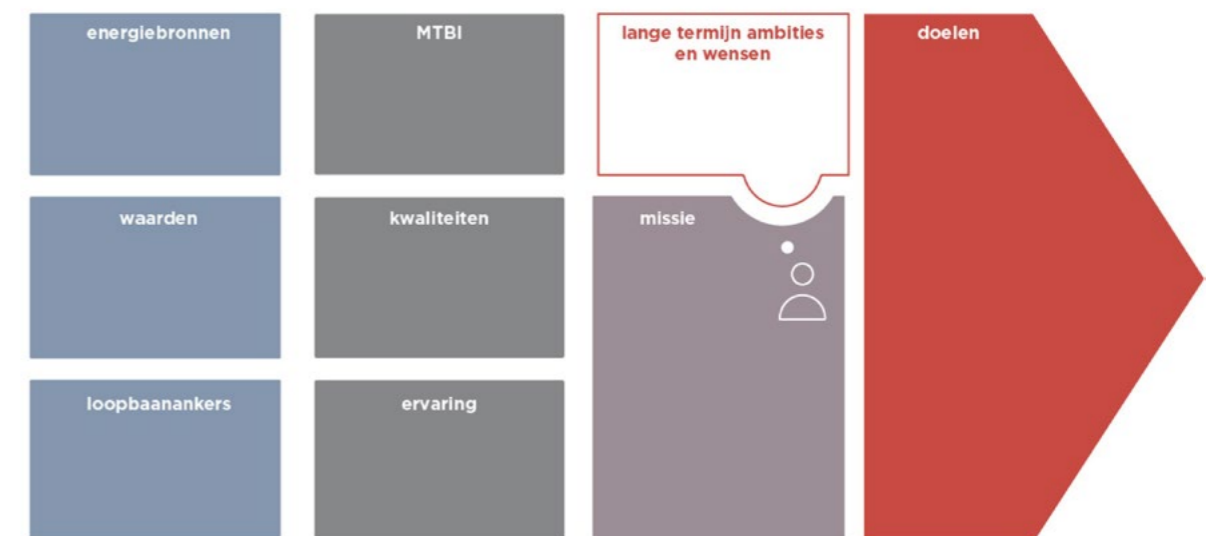 energiebronnen
MTBI
lange termijn ambities
en wensen
doelen
waarden
kwaliteiten
missie
loopbaanankers
ervaring